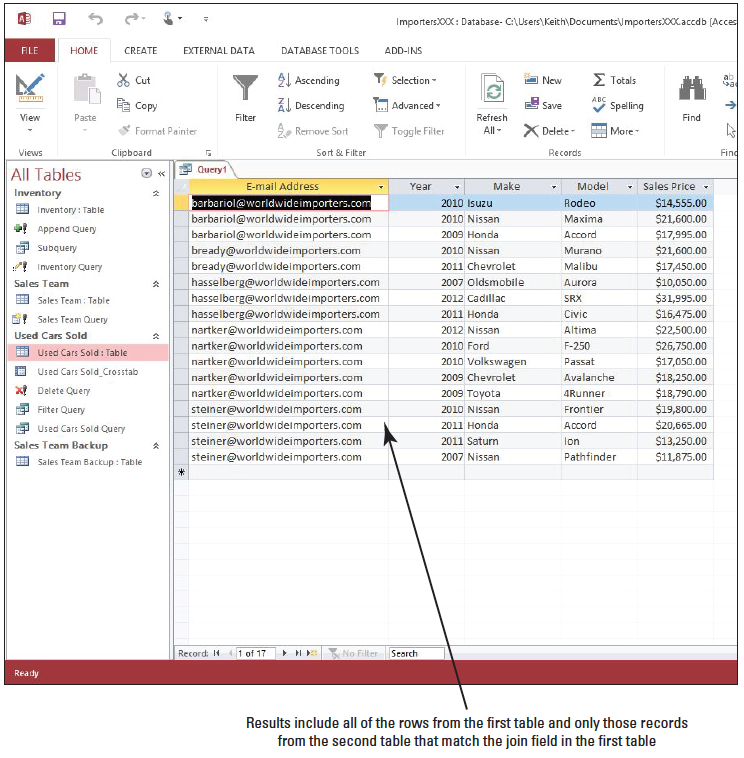 ImportersXXX : Database- C:\Users\Keith\Documents\ImportersXXX.accdb (Acces
FILE HOME CREATE EXTERNAL DATA DATABASE TOOLS ADD-INS
View
Views
Paste
Cut
Copy
Format Painter
Clipboard
Filter
Ascending
Descending
Remove Sort
Selection
Advanced
Toggle Filter
Sort & Filter
Refresh
All
New
Save
Delete
Totals
Spelling
More
Records
Find
Find
All Tables
Inventory
Inventory : Table
Append Query
Subquery
Inventory Query
Sales Team
Sales Team : Table
Sales Team Query
Used Cars Sold
Used Cars Sold : Table
Used Cars Sold_Crosstab
Delete Query
Filter Query
Used Cars Sold Query
Sales Team Backup
Sales Team Backup : Table
Query1
E-mail Address Year Make Model Sales Price
barbariol@worldwideimporters.com 2010 Isuzu Rodeo $14,555.00
barbariol@worldwideimporters.com 2010 Nissan Maxima $21,600.00
barbariol@worldwideimporters.com 2009 Honda Accord $17,995.00
bready@worldwideimporters.com 2010 Nissan Murano $21,600.00
bready@worldwideimporters.com 2011 Chevrolet Malibu $17,450.00
hasselberg@worldwideimporters.com 2007 Oldsmobile Aurora $10,050.00
hasselberg@worldwideimporters.com 2012 Cadillac SRX $31,995.00
hasselberg@worldwideimporters.com 2011 Honda Civic $16,475.00
nartker@worldwideimporters.com 2012 Nissan Altima $22,500.00
nartker@worldwideimporters.com 2010 Ford F-250 $26,750.00
nartker@worldwideimporters.com 2010 Volkswagen Passat $17,050.00
nartker@worldwideimporters.com 2009 Chevrolet Avalanche $18,250.00
nartker@worldwideimporters.com 2009 Toyota 4Runner $18,790.00
steiner@worldwideimporters.com 2010 Nissan Frontier $19,800.00
steiner@worldwideimporters.com 2011 Honda Accord $20,665.00
steiner@worldwideimporters.com 2011 Saturn Ion $13,250.00
steiner@worldwideimporters.com 2007 Nissan Pathfinder $11,875.00
Record: 1 of 17 No Filter Search
Ready
Results include all of the rows from the first table and only those records
from the second table that match the join field in the first table